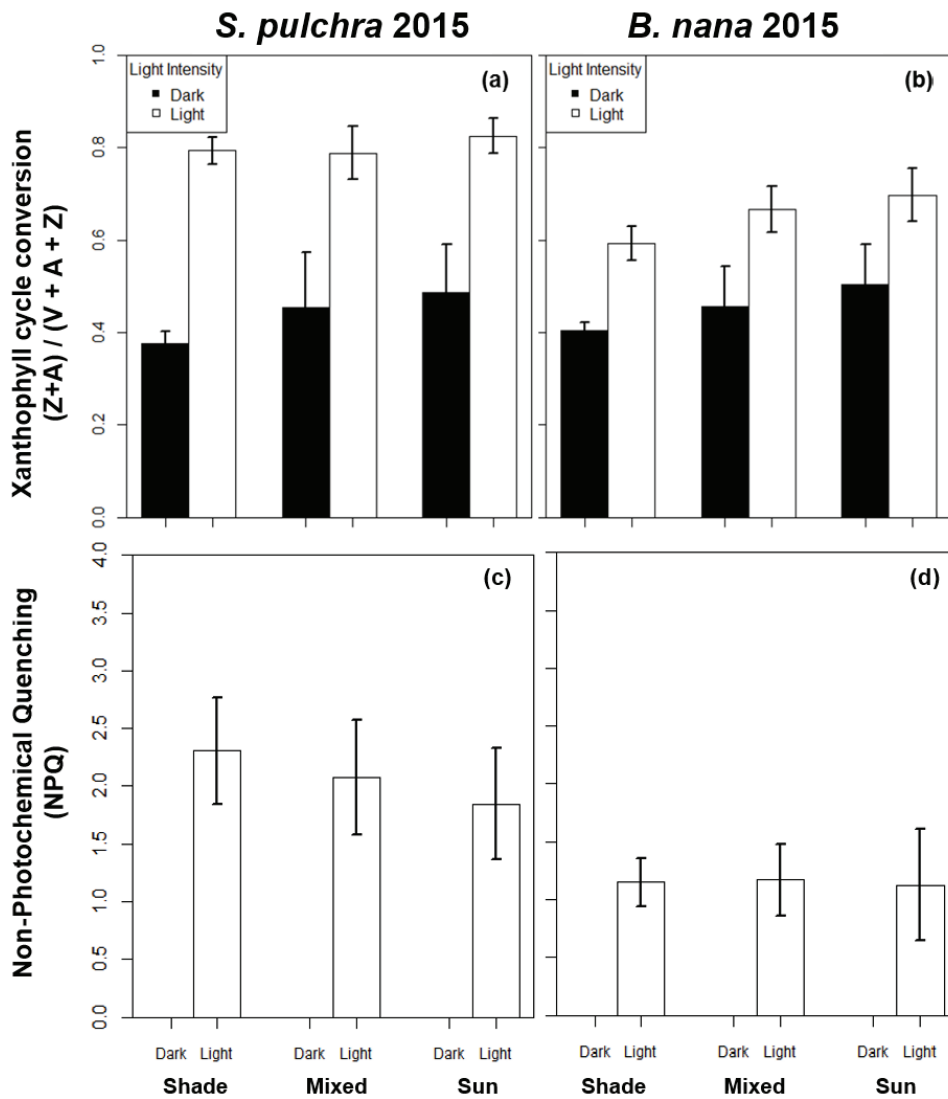 S. pulchra 2015
B. nana 2015
Xanthophyll cycle conversion
(Z+A) / (V + A + Z)
0.0
0.2
0.4
0.6
0.8
1.0
Light Intensity
Dark
Light
(a)
Light Intensity
Dark
Light
(b)
Non-Photochemical Quenching
(NPQ)
0.0
0.5
1.0
1.5
2.0
2.5
3.0
3.5
4.0
(c)
(d)
Dark Light Dark Light Dark Light
Shade Mixed Sun
Dark Light Dark Light Dark Light
Shade Mixed Sun